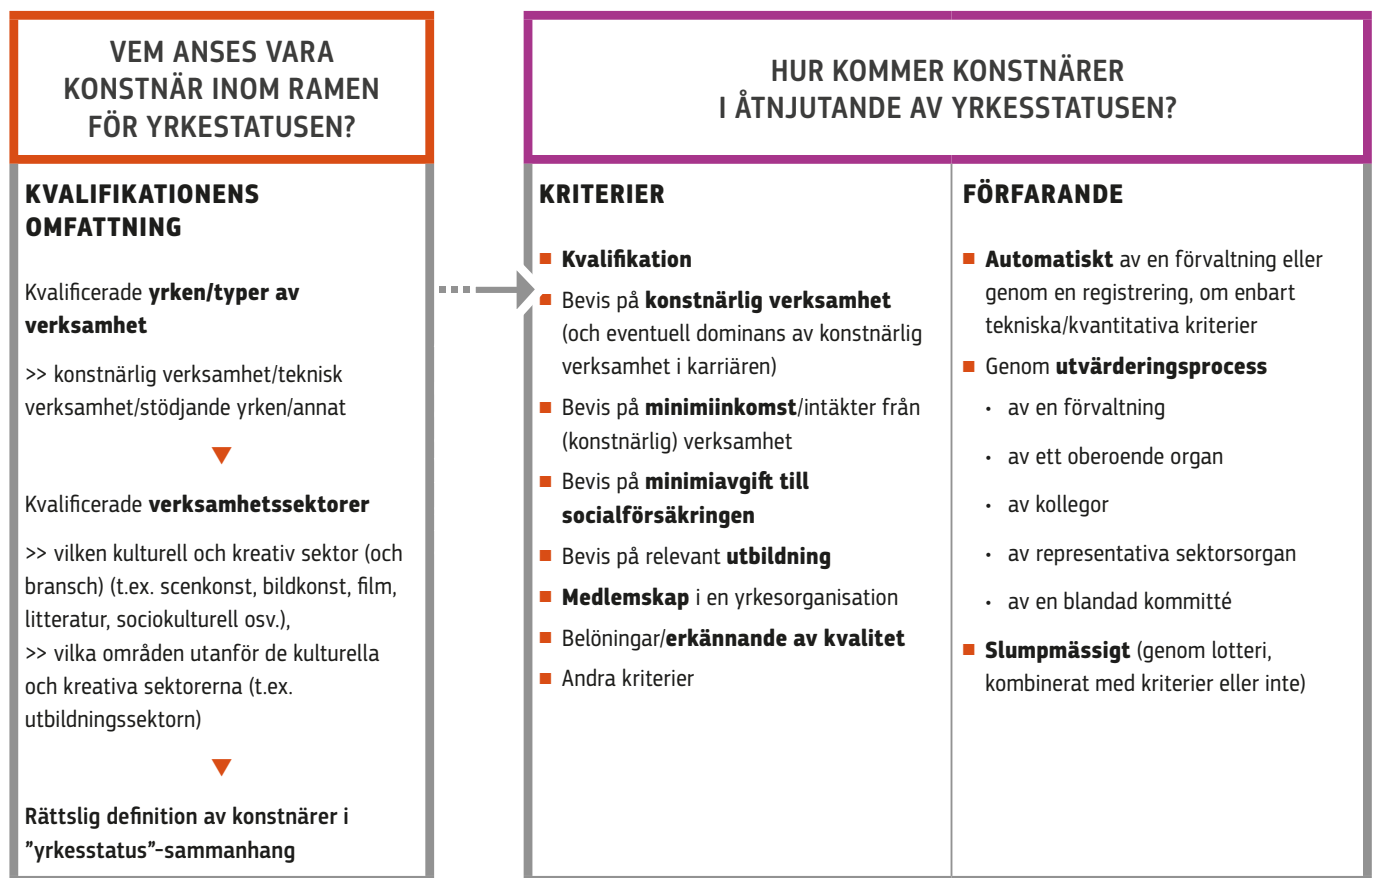 VEM ANSES VARA
KONSTNÄR INOM RAMEN
FÖR YRKESTATUSEN?
KVALIFIKATIONENS
OMFATTNING
Kvalificerade yrken/typer av
verksamhet
>> konstnärlig verksamhet/teknisk
verksamhet/stödjande yrken/annat
Kvalificerade verksamhetssektorer
>> vilken kulturell och kreativ sektor (och
bransch) (t.ex. scenkonst, bildkonst, film,
litteratur, sociokulturell osv.),
>> vilka områden utanför de kulturella
och kreativa sektorerna (t.ex.
utbildningssektorn)
Rättslig definition av konstnärer i
”yrkesstatus”-sammanhang
HUR KOMMER KONSTNÄRER
I ÅTNJUTANDE AV YRKESSTATUSEN?
KRITERIER
■ Kvalifikation
■ Bevis på konstnärlig verksamhet
(och eventuell dominans av konstnärlig
verksamhet i karriären)
■ Bevis på minimiinkomst/intäkter från
(konstnärlig) verksamhet
■ Bevis på minimiavgift till
socialförsäkringen
■ Bevis på relevant utbildning
■ Medlemskap i en yrkesorganisation
■ Belöningar/erkännande av kvalitet
■ Andra kriterier
FÖRFARANDE
■ Automatiskt av en förvaltning eller
genom en registrering, om enbart
tekniska/kvantitativa kriterier
■ Genom utvärderingsprocess
• av en förvaltning
• av ett oberoende organ
• av kollegor
• av representativa sektorsorgan
• av en blandad kommitté
■ Slumpmässigt (genom lotteri,
kombinerat med kriterier eller inte)